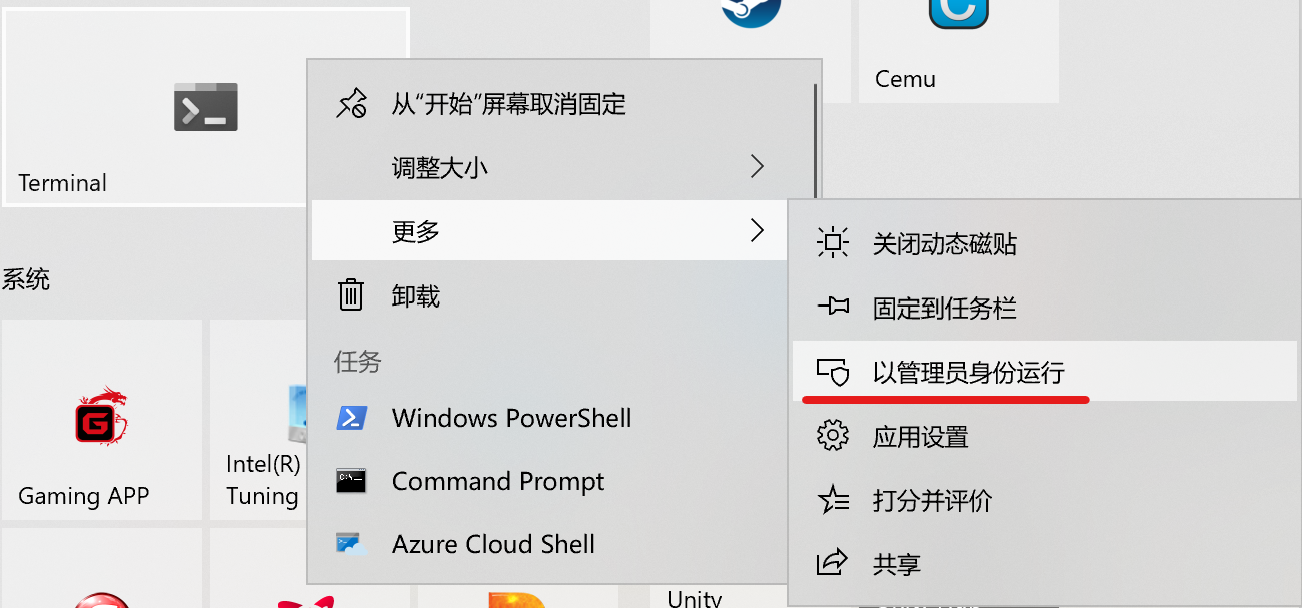 Cemu
Terminal
从“开始”屏幕取消固定
调整大小
更多
卸载
任务
Windows PowerShell
Command Prompt
Azure Cloud Shell
关闭动态磁贴
固定到任务栏
以管理员身份运行
应用设置
打分并评价
共享
系统
Gaming APP
Intel(R)
Tuning
Unity